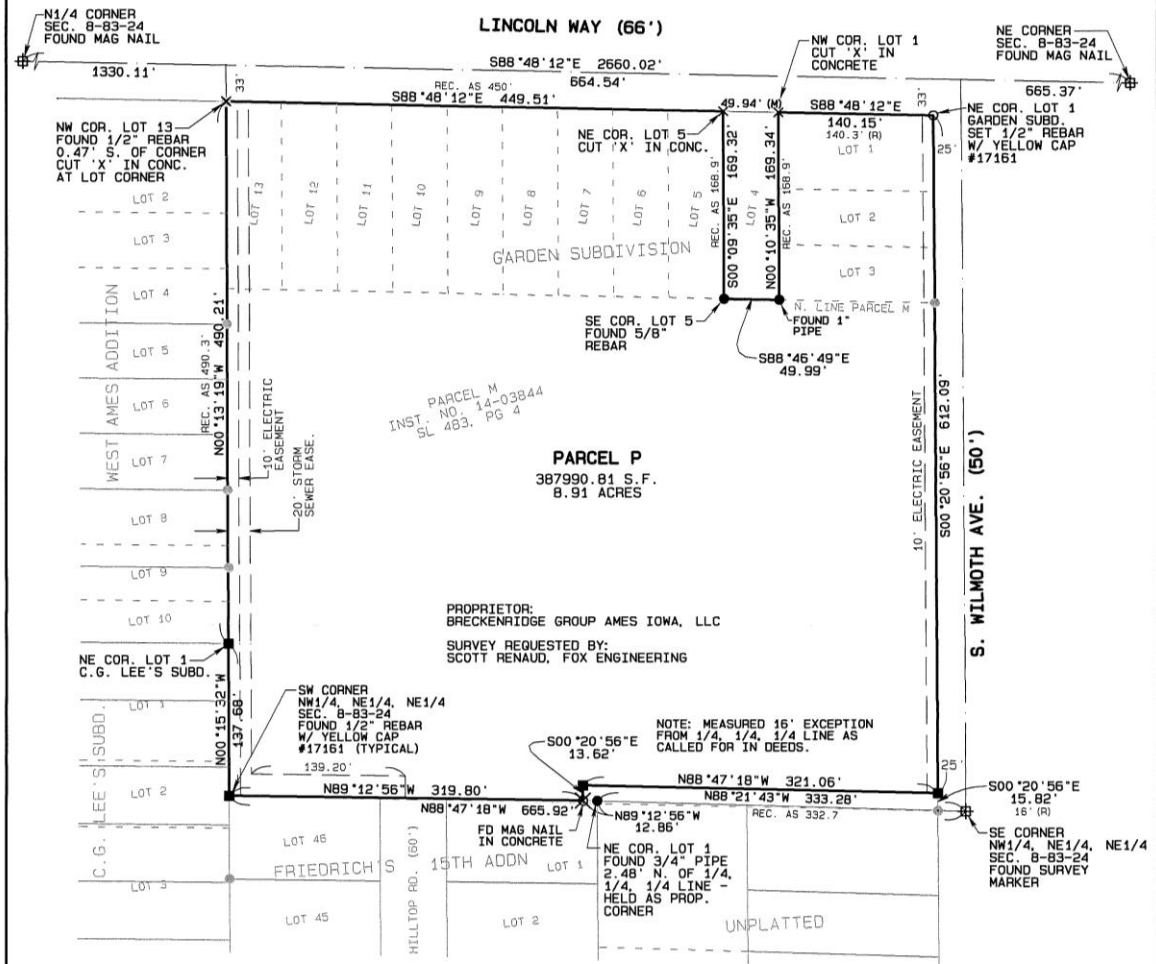 N1/4 CORNER
SEC. 8-83-24
FOUND MAG NAIL
LINCOLN WAY (66')
NW COR. LOT 1
CUT 'X' IN
CONCRETE
NE CORNER
SEC. 8-83-24
FOUND MAG NAIL
1330.11'
S88°48'12"E 2660.02'
664.54'
665.37'
33'
REC. AS 450'
S88°48'12"E 449.51'
49.94' (M)
S88°48'12"E
140.15'
140.3' (R)
33'
NW COR. LOT 13
FOUND 1/2" REBAR
0.47' S. OF CORNER
CUT 'X' IN CONC.
AT LOT CORNER
NE COR. LOT 5
CUT 'X' IN CONC.
NE COR. LOT 1
GARDEN SUBD.
SET 1/2" REBAR
W/ YELLOW CAP
#17161
25'
LOT 13
LOT 12
LOT 11
LOT 10
LOT 9
LOT 8
LOT 7
LOT 6
LOT 5
REC. AS 168.9'
S00°09'35"E 169.32'
LOT 4
N00°10'35"W 169.34'
REC. AS 168.9'
LOT 1
LOT 2
LOT 3
GARDEN SUBDIVISION
N. LINE PARCEL M
SE COR. LOT 5
FOUND 5/8"
REBAR
FOUND 1"
PIPE
S88°46'49"E
49.99'
WEST AMES ADDITION
LOT 2
LOT 3
LOT 4
LOT 5
LOT 6
LOT 7
LOT 8
LOT 9
LOT 10
REC. AS 490.3'
N00°13'19"W 490.21'
10' ELECTRIC
EASEMENT
20' STORM
SEWER EASE.
PARCEL M
INST. NO. 14-03844
SL 483, PG 4
PARCEL P
387990.81 S.F.
8.91 ACRES
10' ELECTRIC EASEMENT
S00°20'56"E 612.09'
S. WILMOTH AVE. (50')
PROPRIETOR:
BRECKENRIDGE GROUP AMES IOWA, LLC
SURVEY REQUESTED BY:
SCOTT RENAUD, FOX ENGINEERING
NE COR. LOT 1
C.G. LEE'S SUBD.
N00°15'32"W
137.68'
C.G. LEE'S SUBD.
LOT 1
LOT 2
LOT 3
SW CORNER
NW1/4, NE1/4, NE1/4
SEC. 8-83-24
FOUND 1/2" REBAR
W/ YELLOW CAP
#17161 (TYPICAL)
139.20'
S00°20'56"E
13.62'
NOTE: MEASURED 16' EXCEPTION
FROM 1/4, 1/4, 1/4 LINE AS
CALLED FOR IN DEEDS.
25'
N89°12'56"W 319.80'
N88°47'18"W 665.92'
N88°47'18"W 321.06'
N88°21'43"W 333.28'
REC. AS 332.7
S00°20'56"E
15.82'
16' (R)
FD MAG NAIL
IN CONCRETE
N89°12'56"W
12.86'
NE COR. LOT 1
FOUND 3/4" PIPE
2.48' N. OF 1/4,
1/4, 1/4 LINE -
HELD AS PROP.
CORNER
SE CORNER
NW1/4, NE1/4, NE1/4
SEC. 8-83-24
FOUND SURVEY
MARKER
LOT 46
FRIEDRICH'S 15TH ADDN
LOT 1
LOT 45
HILLTOP RD. (60')
LOT 2
UNPLATTED